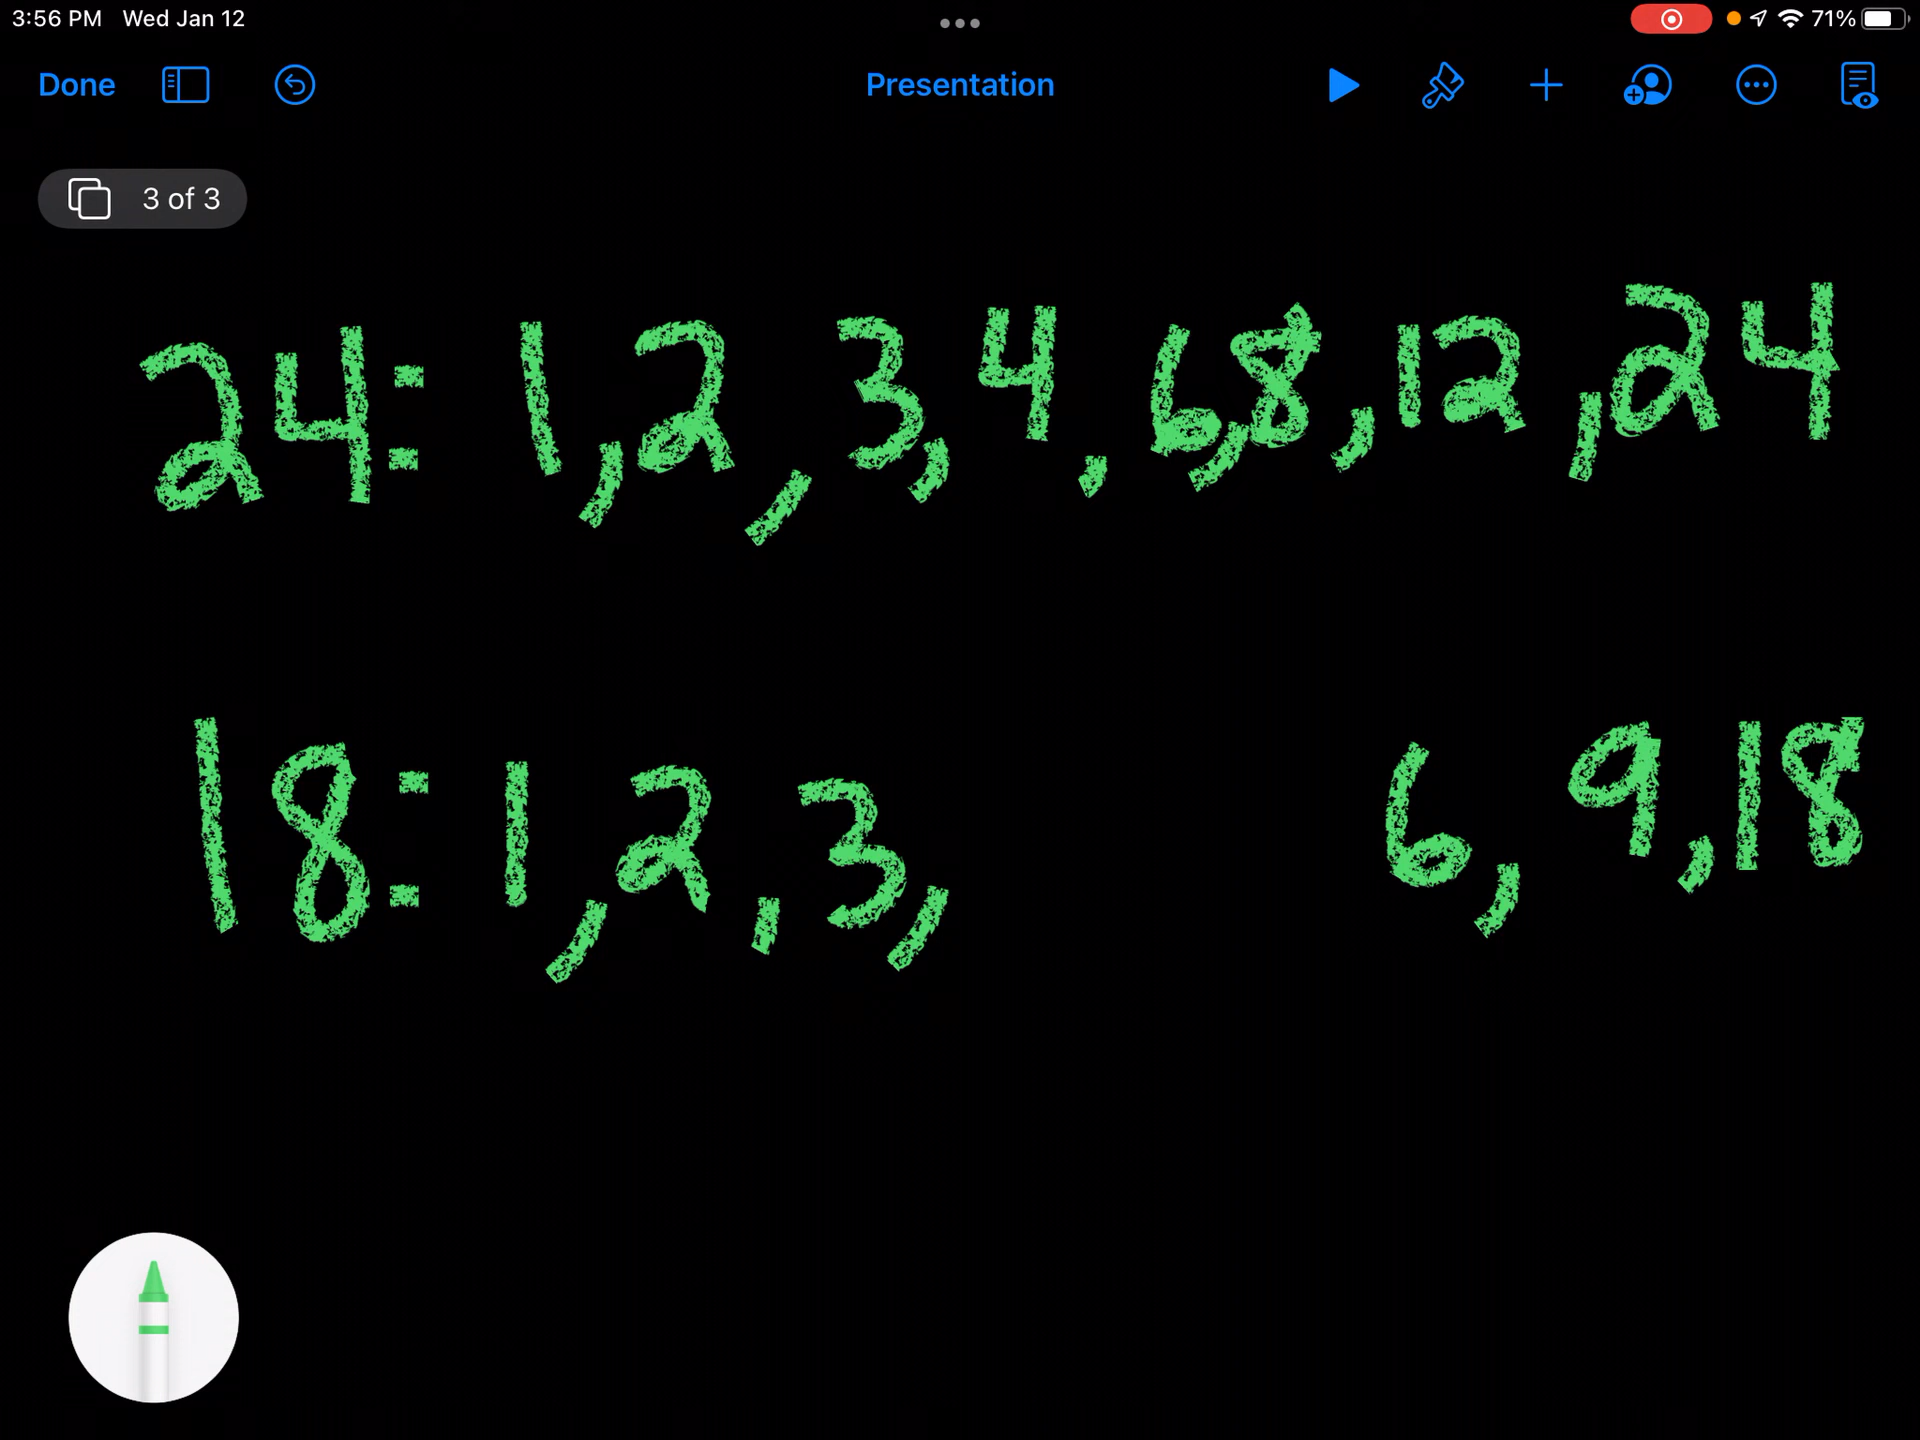 3:56 PM Wed Jan 12 71%
Done Presentation
3 of 3
24: 1,2,3,4,6,8,12,24
18: 1,2,3, 6,9,18